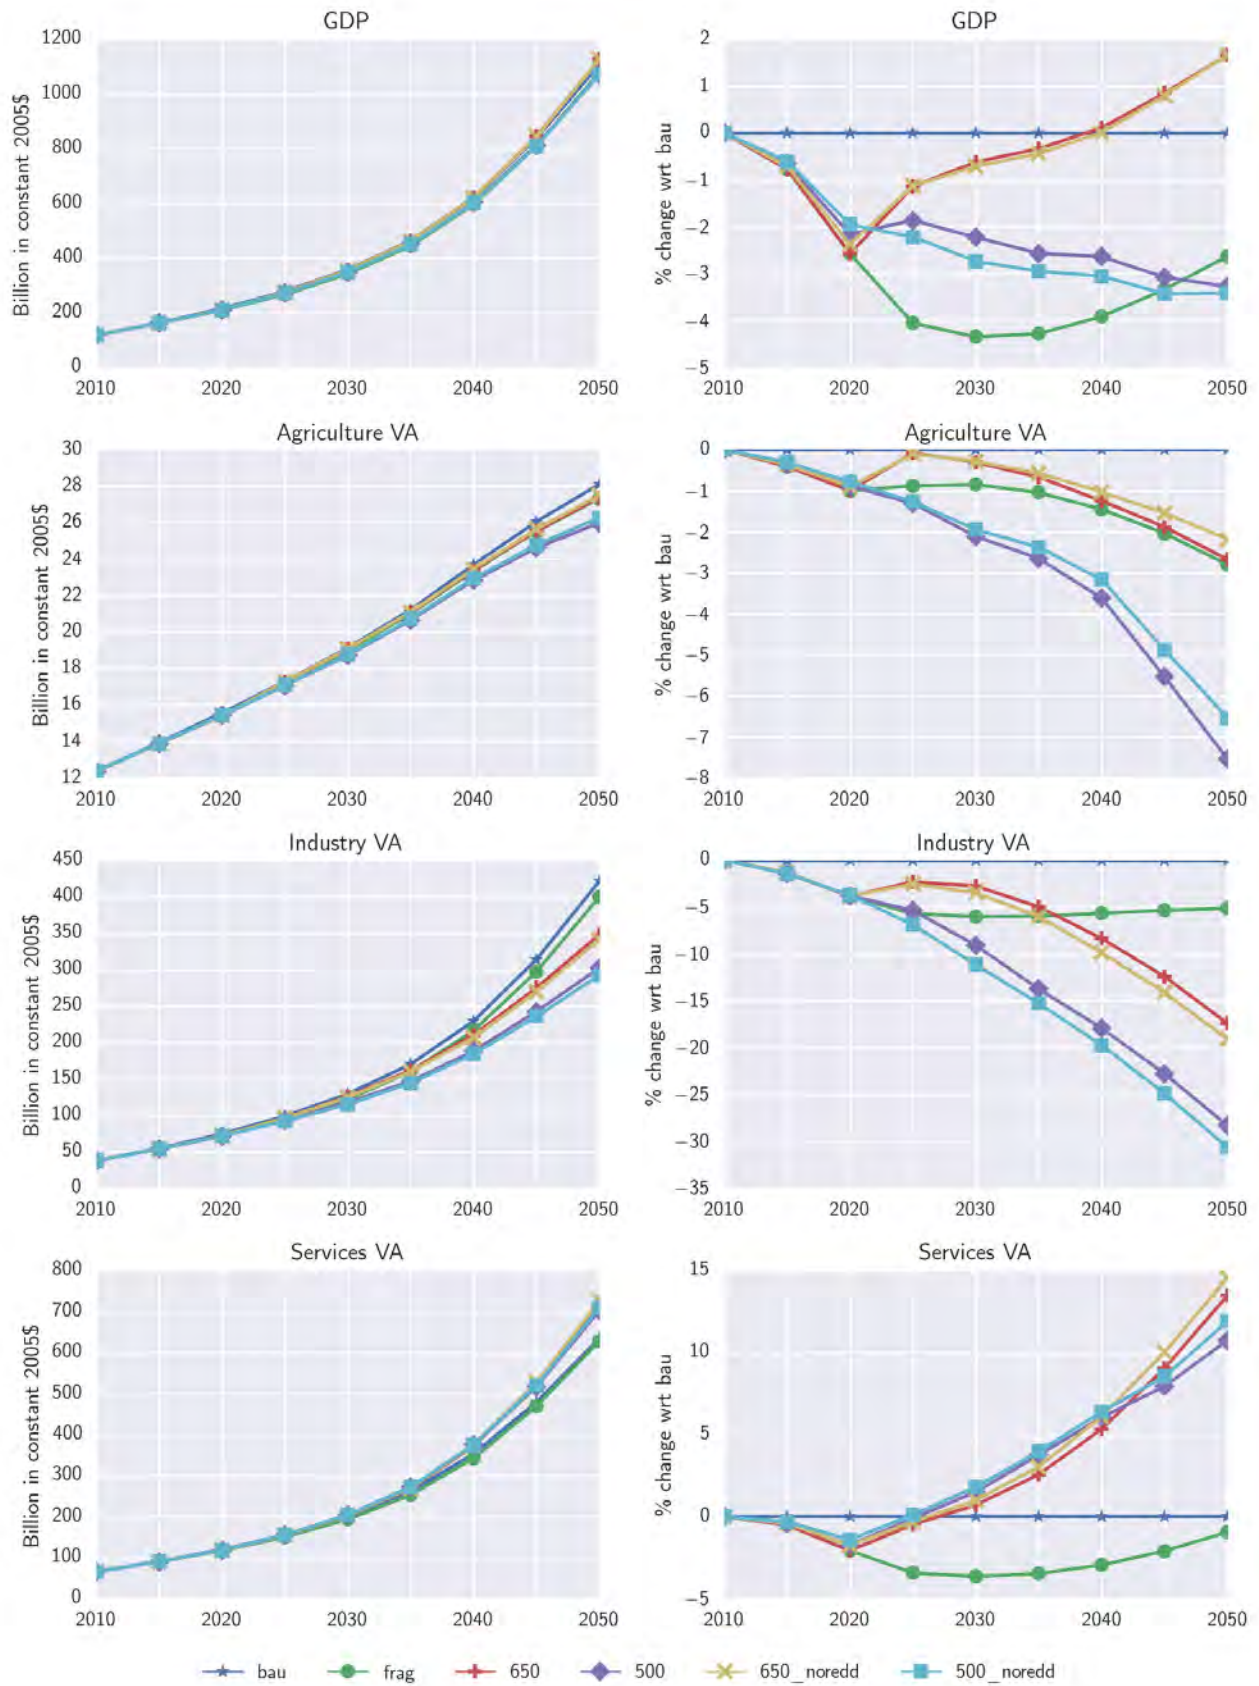 GDP
GDP
1200
1000
800
600
400
200
0
Billion in constant 2005$
2010 2020 2030 2040 2050
2
1
0
−1
−2
−3
−4
−5
% change wrt bau
2010 2020 2030 2040 2050
Agriculture VA
Agriculture VA
30
28
26
24
22
20
18
16
14
12
Billion in constant 2005$
2010 2020 2030 2040 2050
0
−1
−2
−3
−4
−5
−6
−7
−8
% change wrt bau
2010 2020 2030 2040 2050
Industry VA
Industry VA
450
400
350
300
250
200
150
100
50
0
Billion in constant 2005$
2010 2020 2030 2040 2050
0
−5
−10
−15
−20
−25
−30
−35
% change wrt bau
2010 2020 2030 2040 2050
Services VA
Services VA
800
700
600
500
400
300
200
100
0
Billion in constant 2005$
2010 2020 2030 2040 2050
15
10
5
0
−5
% change wrt bau
2010 2020 2030 2040 2050
bau frag 650 500 650_noredd 500_noredd